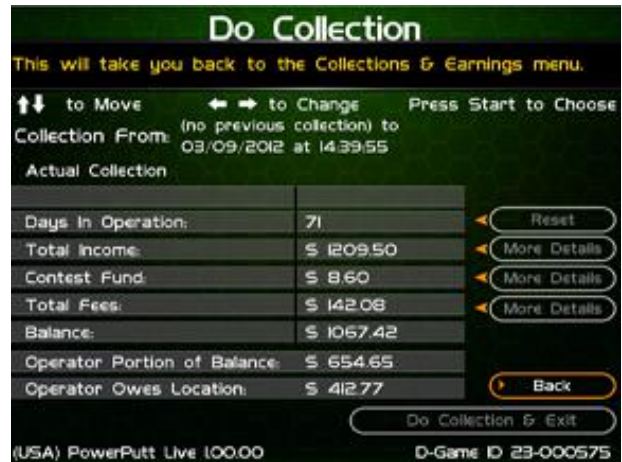 Do Collection
This will take you back to the Collections & Earnings menu.
to Move to Change Press Start to Choose
Collection From: (no previous collection) to
03/09/2012 at 14:39:55
Actual Collection
Days In Operation: 71 Reset
Total Income: $ 1209.50 More Details
Contest Fund: $ 8.60 More Details
Total Fees: $ 142.08 More Details
Balance: $ 1067.42
Operator Portion of Balance: $ 654.65
Operator Owes Location: $ 412.77 Back
Do Collection & Exit
(USA) PowerPutt Live 1.00.00 D-Game ID 23-000575